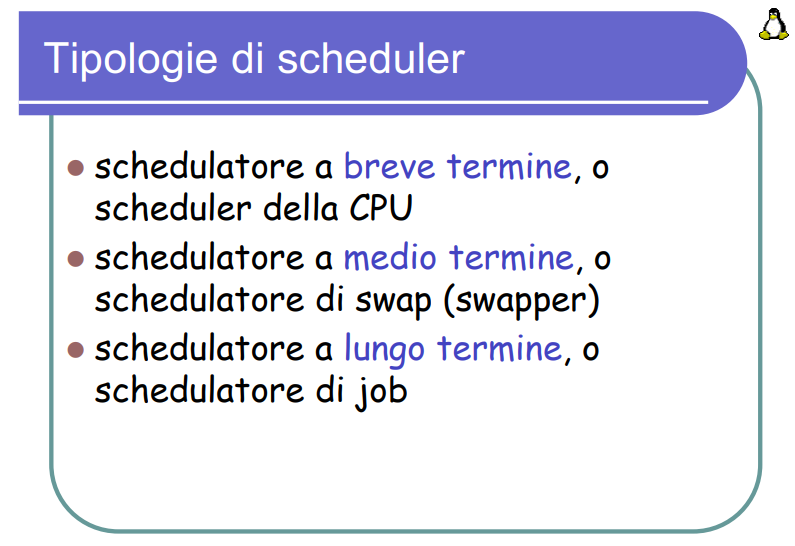 Tipologie di scheduler
schedulatore a breve termine, o
scheduler della CPU
schedulatore a medio termine, o
schedulatore di swap (swapper)
schedulatore a lungo termine, o
schedulatore di job